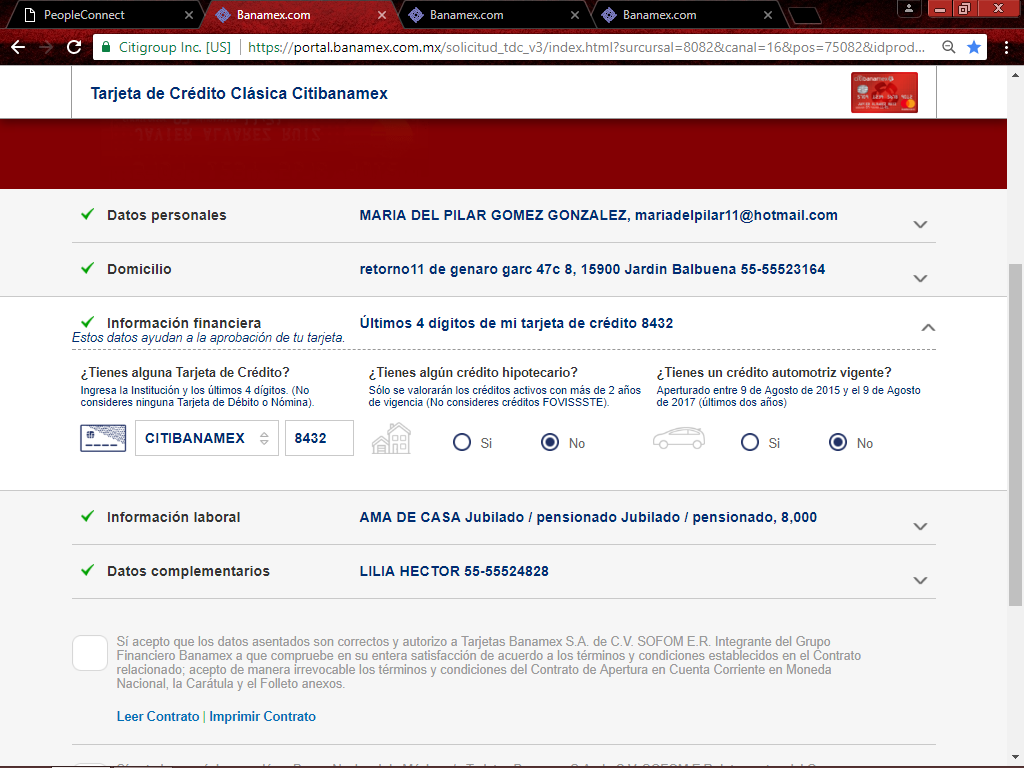 PeopleConnect
Banamex.com
Banamex.com
Banamex.com
Citigroup Inc. [US]
https://portal.banamex.com.mx/solicitud_tdc_v3/index.html?surcursal=8082&canal=16&pos=75082&idprod...
Tarjeta de Crédito Clásica Citibanamex
JAVIER ALVAREZ RUIZ
Datos personales
MARIA DEL PILAR GOMEZ GONZALEZ, mariadelpilar11@hotmail.com
Domicilio
retorno11 de genaro garc 47c 8, 15900 Jardin Balbuena 55-55523164
Información financiera
Últimos 4 dígitos de mi tarjeta de crédito 8432
Estos datos ayudan a la aprobación de tu tarjeta.
¿Tienes alguna Tarjeta de Crédito?
Ingresa la Institución y los últimos 4 dígitos. (No
consideres ninguna Tarjeta de Débito o Nómina).
CITIBANAMEX
8432
¿Tienes algún crédito hipotecario?
Sólo se valorarán los créditos activos con más de 2 años
de vigencia (No consideres créditos FOVISSSTE).
Si
No
¿Tienes un crédito automotriz vigente?
Aperturado entre 9 de Agosto de 2015 y el 9 de Agosto
de 2017 (últimos dos años)
Si
No
Información laboral
AMA DE CASA Jubilado / pensionado Jubilado / pensionado, 8,000
Datos complementarios
LILIA HECTOR 55-55524828
Sí acepto que los datos asentados son correctos y autorizo a Tarjetas Banamex S.A. de C.V. SOFOM E.R. Integrante del Grupo
Financiero Banamex a que compruebe en su entera satisfacción de acuerdo a los términos y condiciones establecidos en el Contrato
relacionado; acepto de manera irrevocable los términos y condiciones del Contrato de Apertura en Cuenta Corriente en Moneda
Nacional, la Carátula y el Folleto anexos.
Leer Contrato | Imprimir Contrato